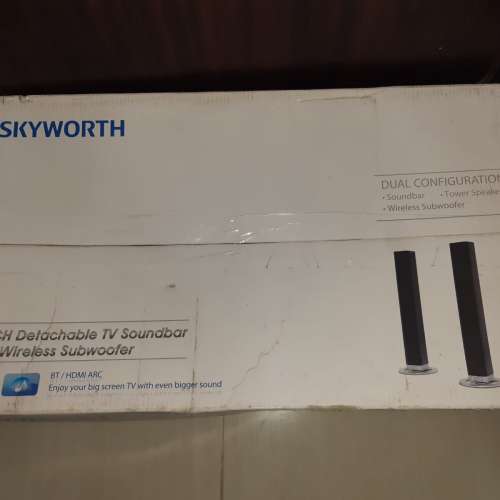 SKYWORTH
DUAL CONFIGURATION
• Soundbar • Tower Speake
• Wireless Subwoofer
CH Detachable TV Soundbar
Wireless Subwoofer
BT / HDMI ARC
Enjoy your big screen TV with even bigger sound